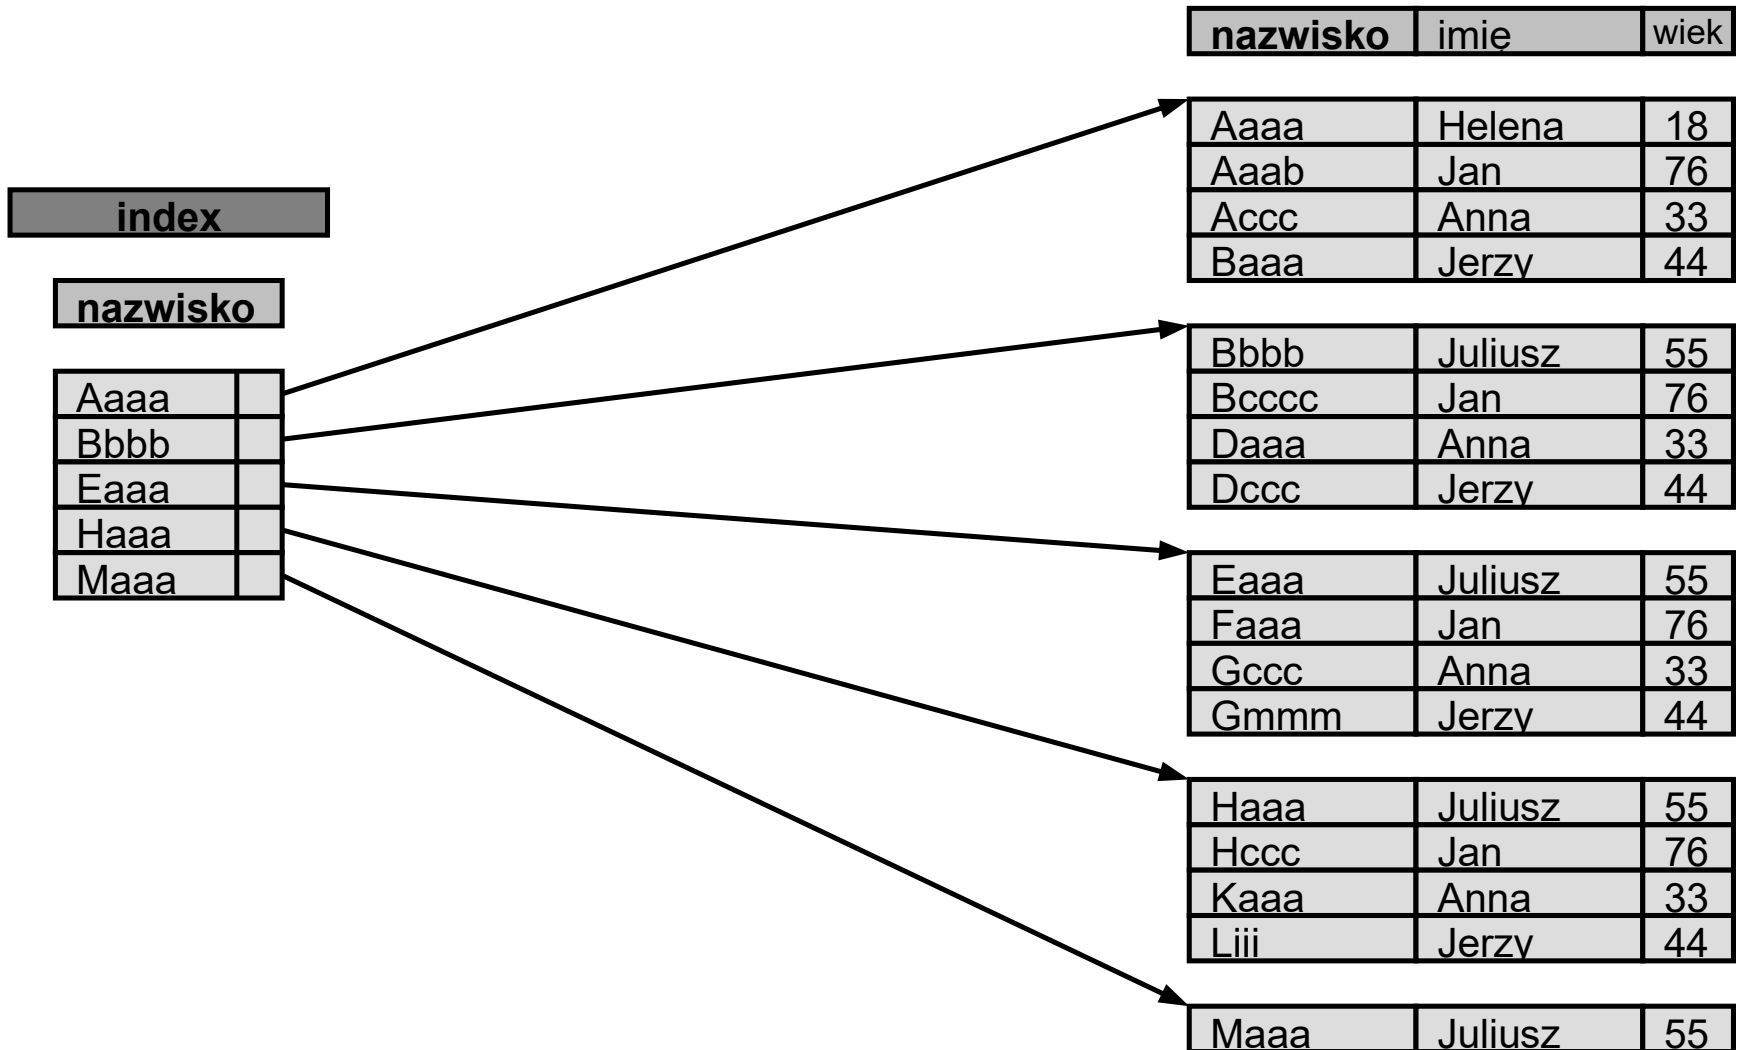 nazwisko imię wiek
Aaaa Helena 18
Aaab Jan 76
Accc Anna 33
Baaa Jerzy 44
index
nazwisko
Aaaa
Bbbb
Eaaa
Haaa
Maaa
Bbbb Juliusz 55
Bcccc Jan 76
Daaa Anna 33
Dccc Jerzy 44
Eaaa Juliusz 55
Faaa Jan 76
Gccc Anna 33
Gmmm Jerzy 44
Haaa Juliusz 55
Hccc Jan 76
Kaaa Anna 33
Liii Jerzy 44
Maaa Juliusz 55